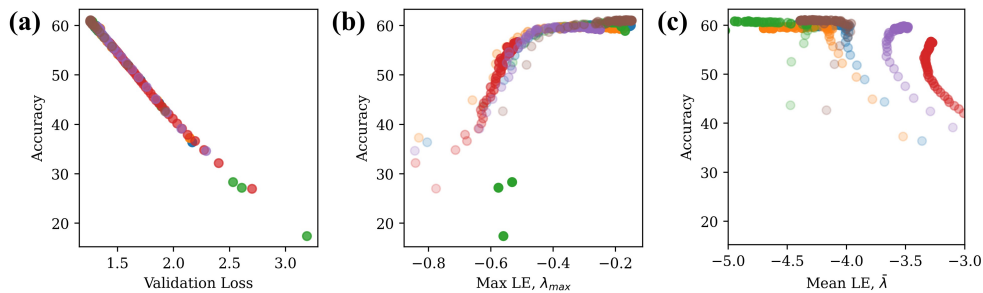 (a)
60
50
40
30
20
Accuracy
1.5 2.0 2.5 3.0
Validation Loss
(b)
60
50
40
30
20
Accuracy
−0.8 −0.6 −0.4 −0.2
Max LE, λmax
(c)
60
50
40
30
20
Accuracy
−5.0 −4.5 −4.0 −3.5 −3.0
Mean LE, λ̄